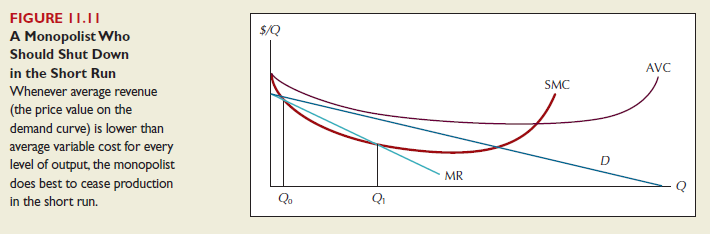 FIGURE 11.11
A Monopolist Who
Should Shut Down
in the Short Run
Whenever average revenue
(the price value on the
demand curve) is lower than
average variable cost for every
level of output, the monopolist
does best to cease production
in the short run.
$/Q
AVC
SMC
D
MR
Q
Q₀
Q₁